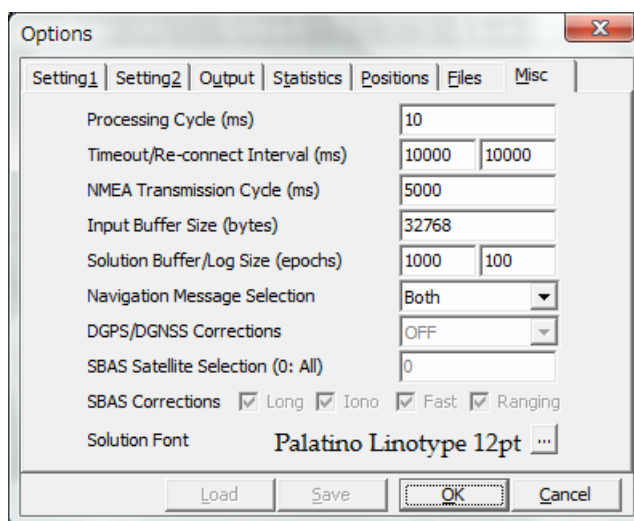 Options
Setting1 Setting2 Output Statistics Positions Files Misc
Processing Cycle (ms) 10
Timeout/Re-connect Interval (ms) 10000 10000
NMEA Transmission Cycle (ms) 5000
Input Buffer Size (bytes) 32768
Solution Buffer/Log Size (epochs) 1000 100
Navigation Message Selection Both
DGPS/DGNSS Corrections OFF
SBAS Satellite Selection (0: All) 0
SBAS Corrections Long Iono Fast Ranging
Solution Font Palatino Linotype 12pt ...
Load Save OK Cancel